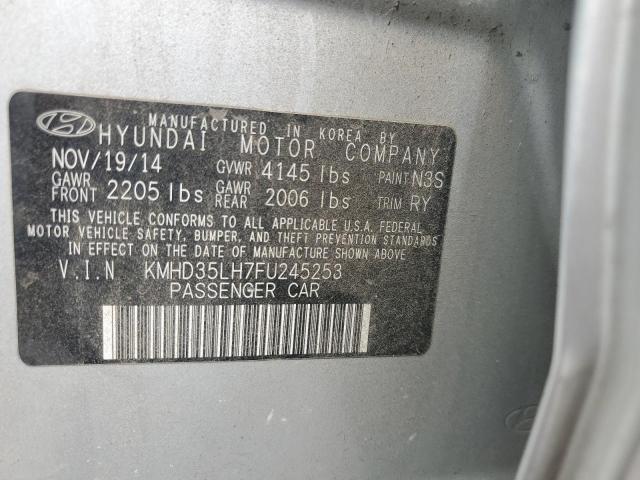 MANUFACTURED IN KOREA BY
HYUNDAI MOTOR COMPANY
NOV/19/14 GVWR 4145 lbs PAINT N3S
GAWR FRONT 2205 lbs GAWR REAR 2006 lbs TRIM RY
THIS VEHICLE CONFORMS TO ALL APPLICABLE U.S.A. FEDERAL
MOTOR VEHICLE SAFETY, BUMPER, AND THEFT PREVENTION STANDARDS
IN EFFECT ON THE DATE OF MANUFACTURE SHOWN ABOVE.
V.I.N KMHD35LH7FU245253
PASSENGER CAR